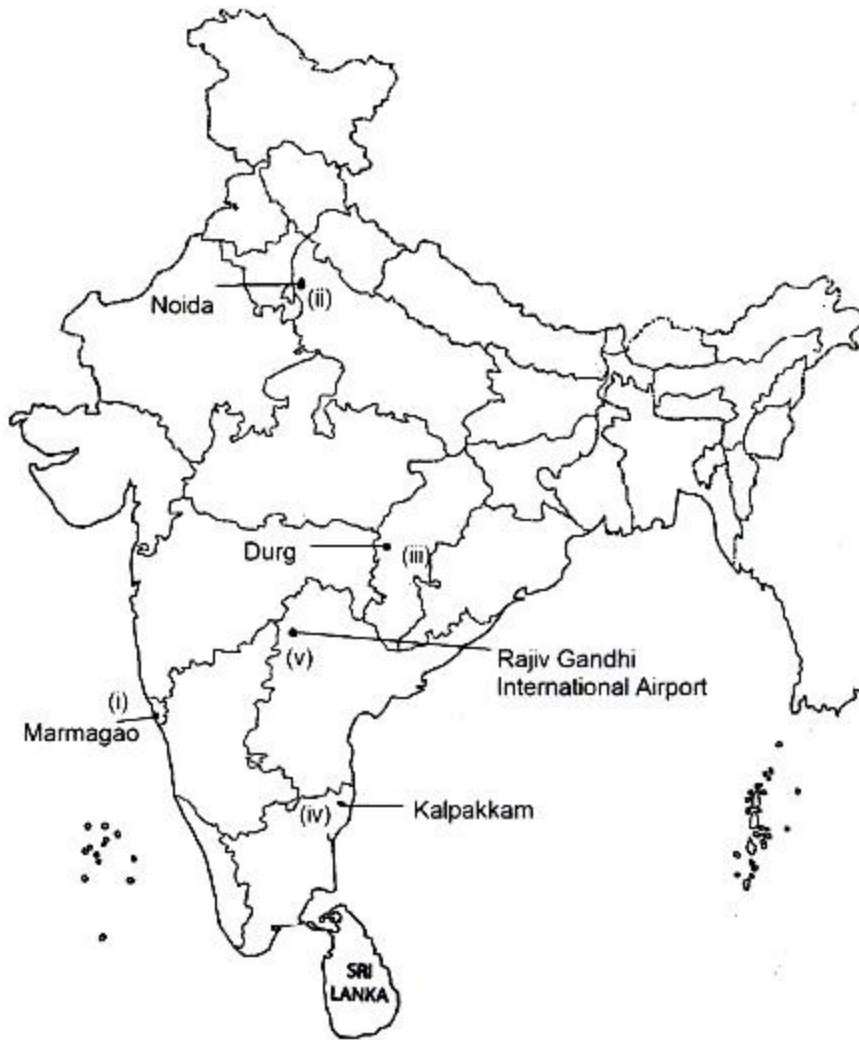 Noida
(ii)
Durg
(iii)
(v)
Rajiv Gandhi
International Airport
(i)
Marmagao
(iv)
Kalpakkam
SRI
LANKA